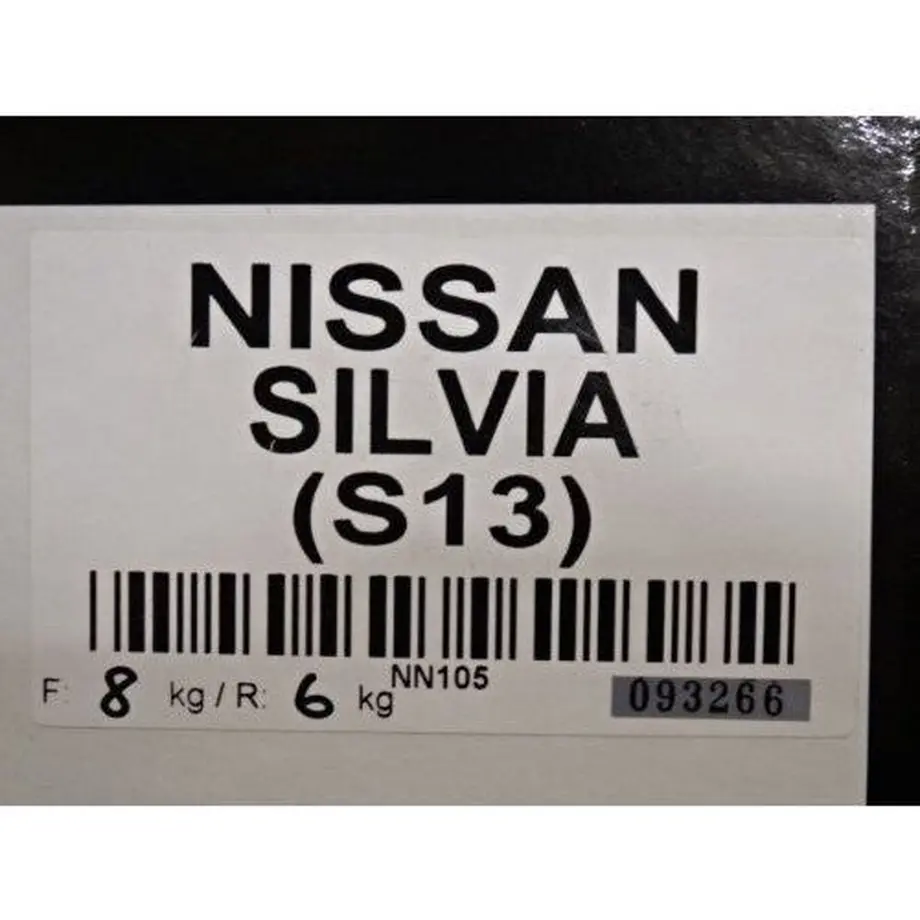 NISSAN
SILVIA
(S13)
NN105
F: 8 kg / R: 6 kg
093266